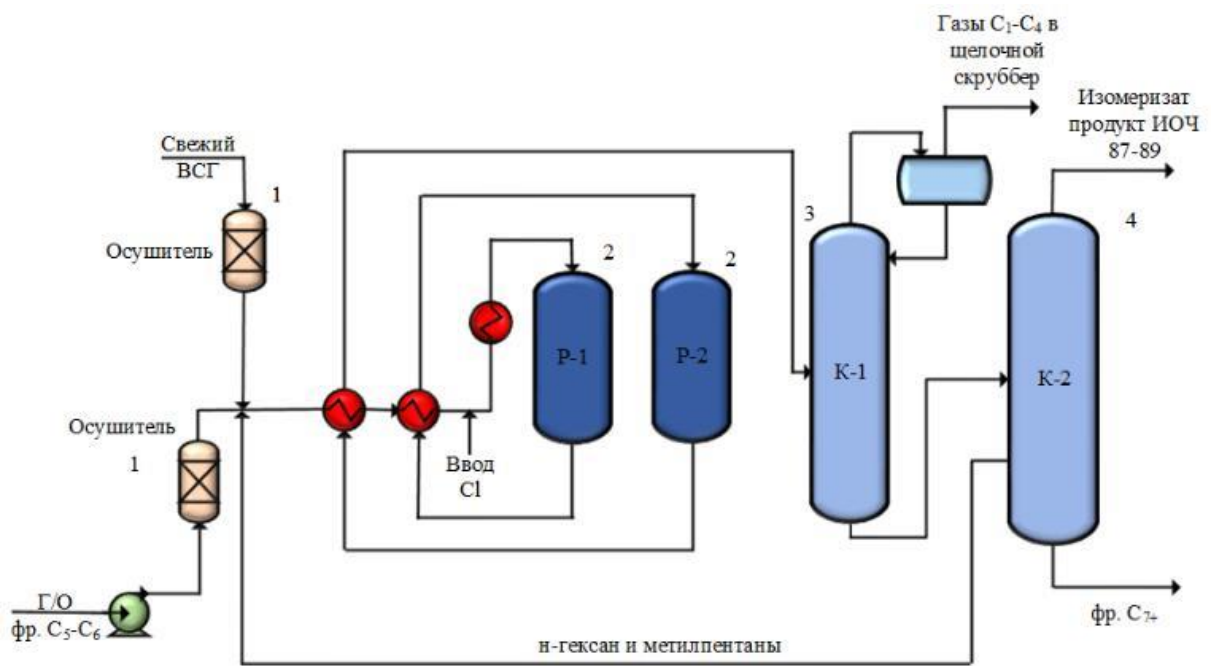 Газы C₁-C₄ в
щелочной
скруббер
Изомеризат
продукт ИОЧ
87-89
Свежий
ВСГ
1
Осушитель
2
2
3
4
Р-1
Р-2
К-1
К-2
Осушитель
1
Ввод
Cl
Г/О
фр. C₅-C₆
н-гексан и метилпентаны
фр. C₇₊